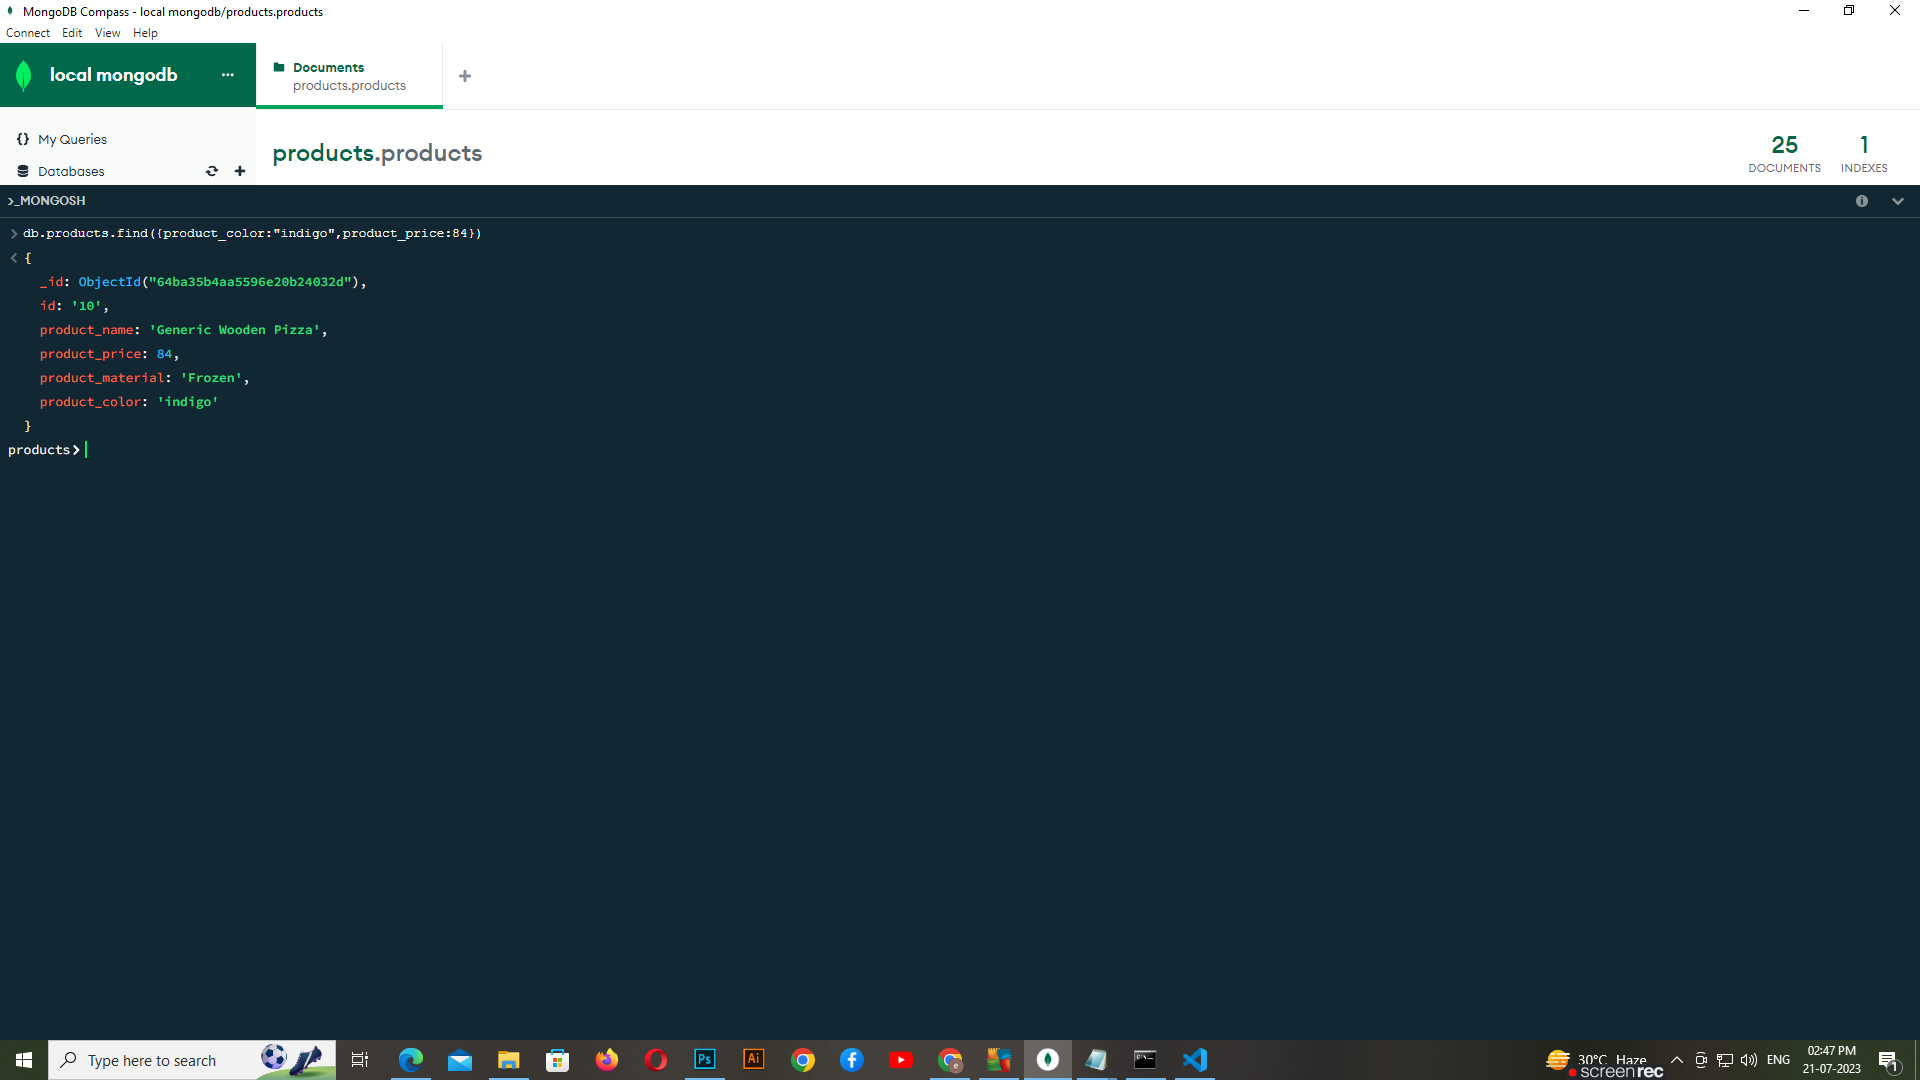 MongoDB Compass - local mongodb/products.products
Connect Edit View Help
local mongodb ...
Documents
products.products
{} My Queries
Databases
products.products
25
DOCUMENTS
1
INDEXES
>_MONGOSH
> db.products.find({product_color:"indigo",product_price:84})
< {
_id: ObjectId("64ba35b4aa5596e20b24032d"),
id: '10',
product_name: 'Generic Wooden Pizza',
product_price: 84,
product_material: 'Frozen',
product_color: 'indigo'
}
products>
Type here to search
Ps
Ai
e
30°C Haze
screenrec
ENG
02:47 PM
21-07-2023
1